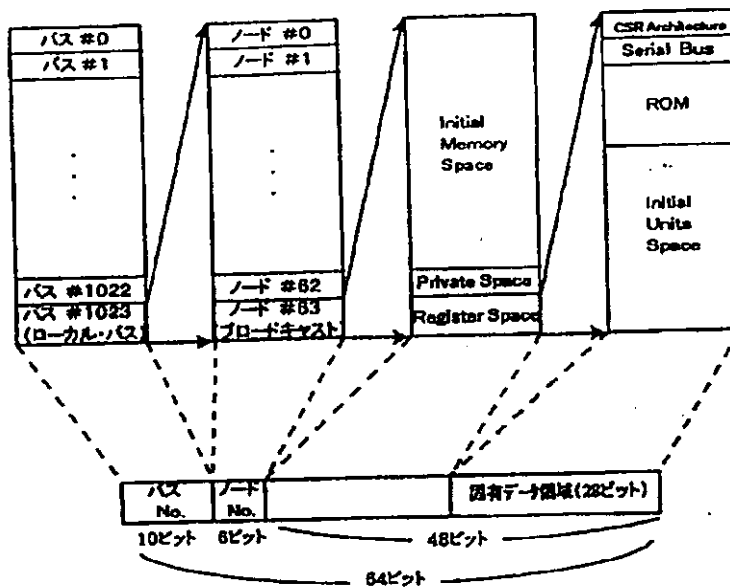 バス #0
バス #1
バス #1022
バス #1023
(ローカル・バス)
ノード #0
ノード #1
ノード #62
ノード #63
ブロードキャスト
Initial
Memory
Space
Private Space
Register Space
CSR Architecture
Serial Bus
ROM
Initial
Units
Space
バス
No.
ノード
No.
固有データ領域(28ビット)
10ビット
6ビット
48ビット
64ビット